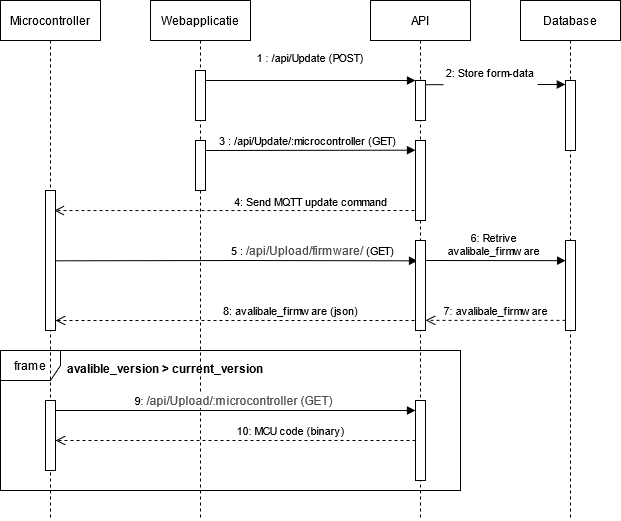 Microcontroller
Webapplicatie
API
Database
1 : /api/Update (POST)
2: Store form-data
3 : /api/Update/:microcontroller (GET)
4: Send MQTT update command
5 : /api/Upload/firmware/ (GET)
6: Retrive
avalibale_firmware
8: avalibale_firmware (json)
7: avalibale_firmware
frame
avalible_version > current_version
9: /api/Upload/:microcontroller (GET)
10: MCU code (binary)